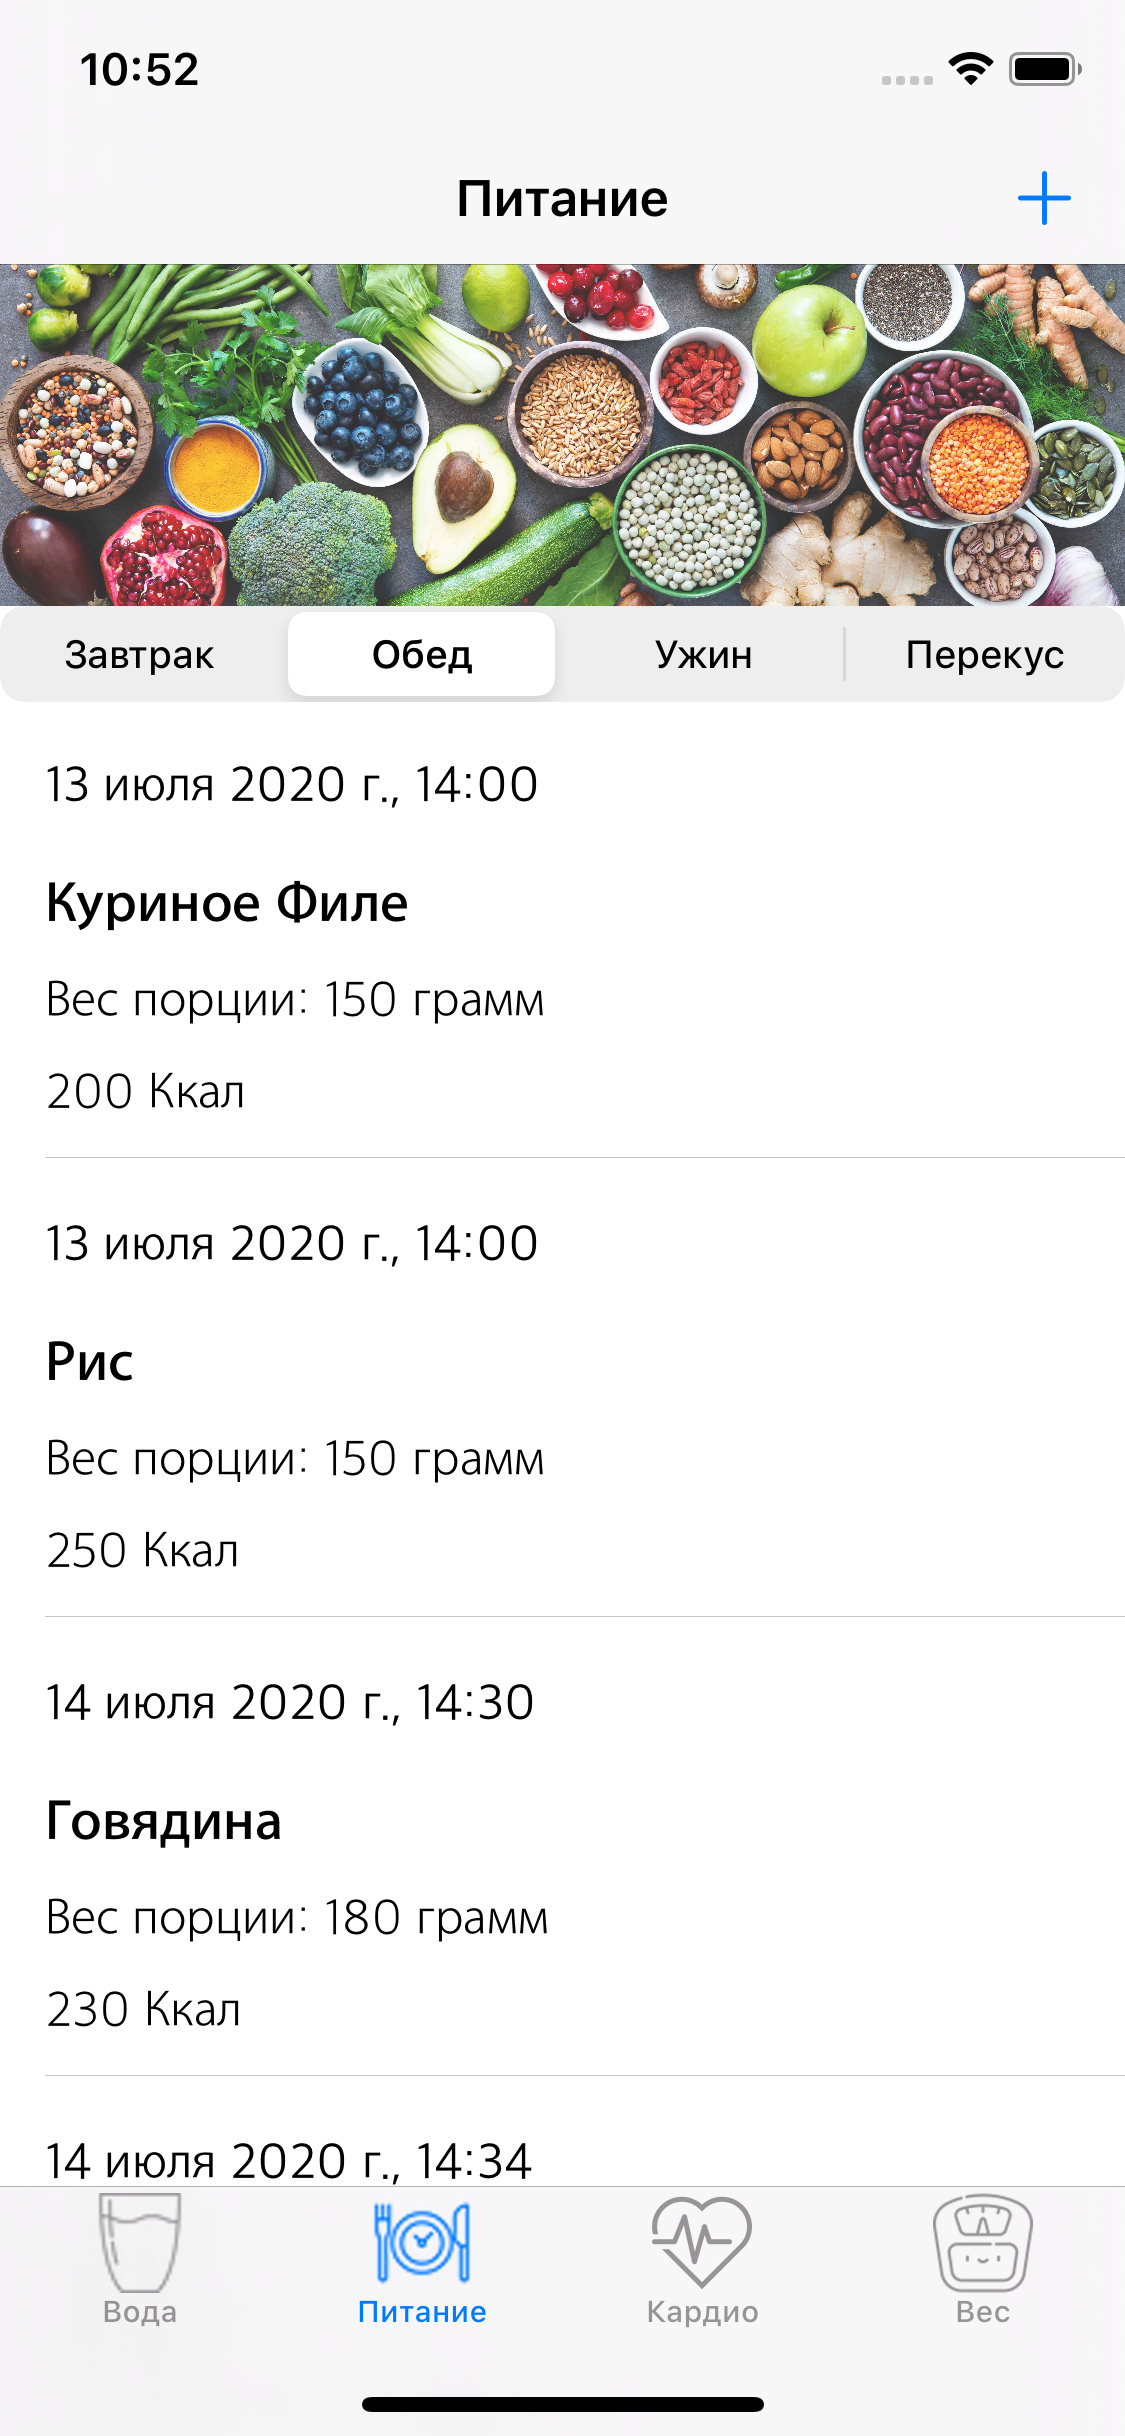 10:52
Питание
Завтрак Обед Ужин Перекус
13 июля 2020 г., 14:00
Куриное Филе
Вес порции: 150 грамм
200 Ккал
13 июля 2020 г., 14:00
Рис
Вес порции: 150 грамм
250 Ккал
14 июля 2020 г., 14:30
Говядина
Вес порции: 180 грамм
230 Ккал
14 июля 2020 г., 14:34
Вода Питание Кардио Вес